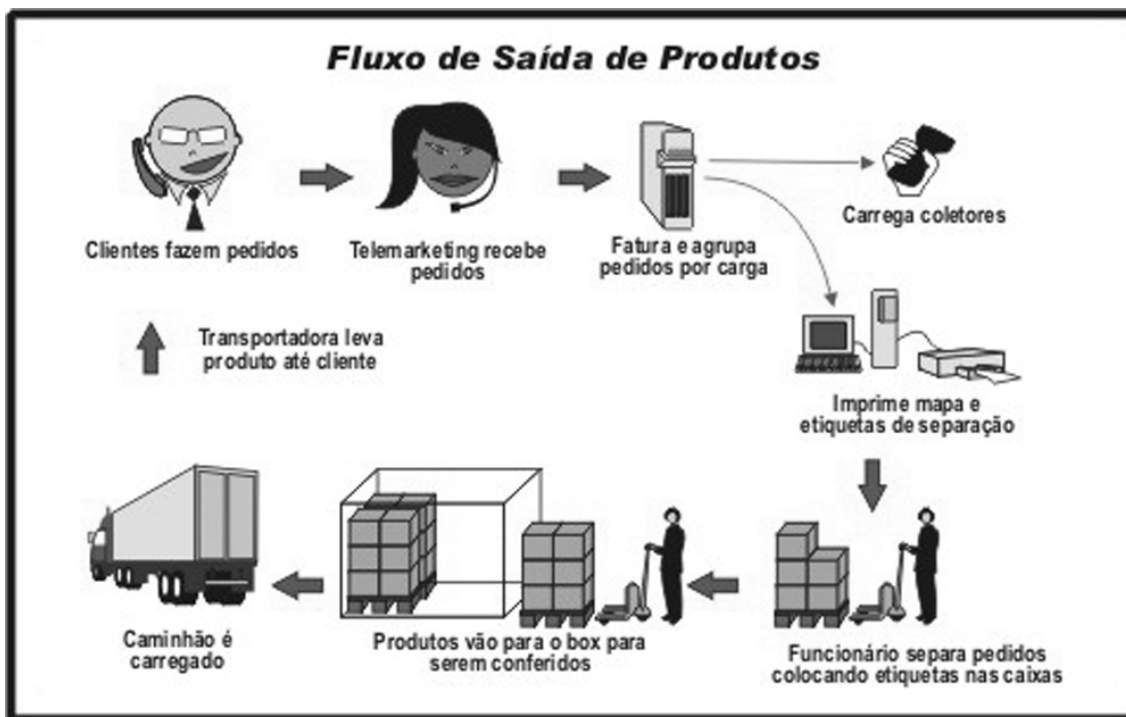 Fluxo de Saída de Produtos
Clientes fazem pedidos
Telemarketing recebe
pedidos
Fatura e agrupa
pedidos por carga
Carrega coletores
Imprime mapa e
etiquetas de separação
Funcionário separa pedidos
colocando etiquetas nas caixas
Produtos vão para o box para
serem conferidos
Caminhão é
carregado
Transportadora leva
produto até cliente